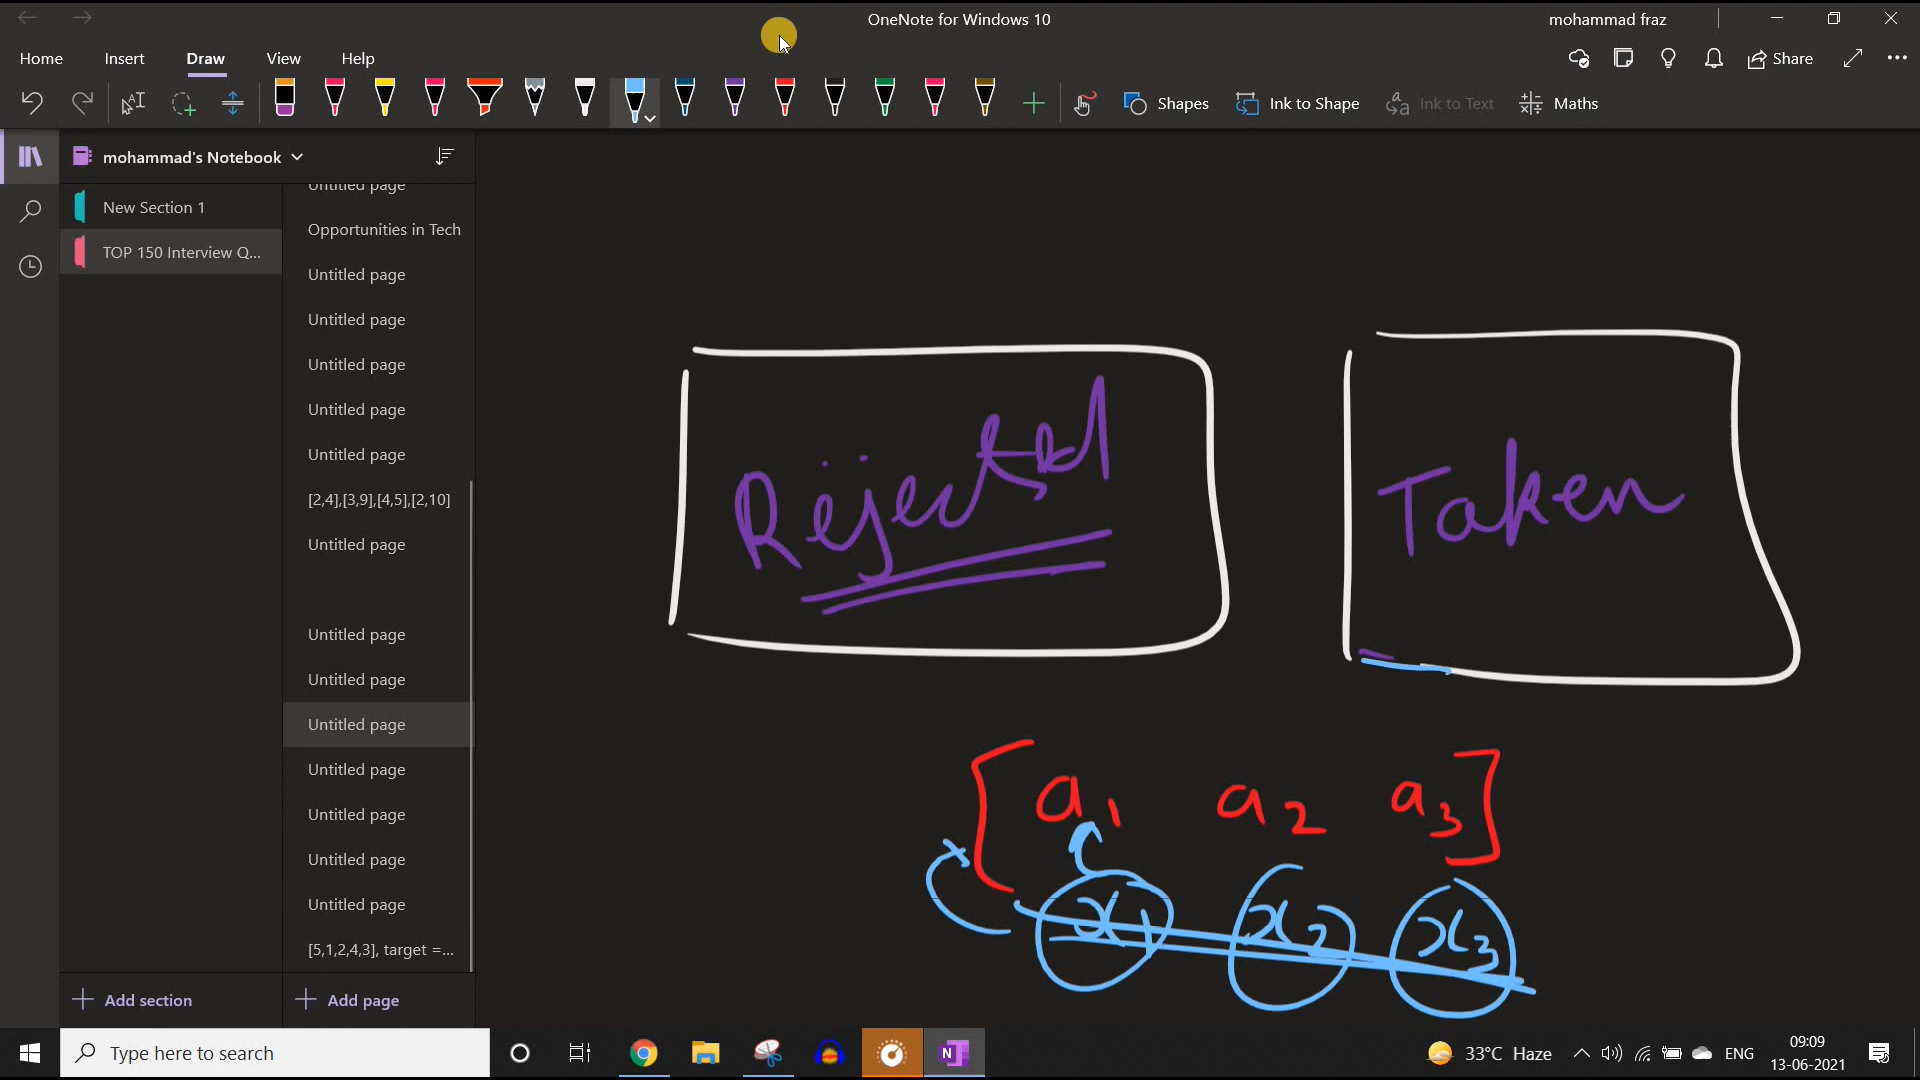 OneNote for Windows 10
mohammad fraz
Home Insert Draw View Help
Share
Shapes Ink to Shape Ink to Text Maths
mohammad's Notebook
New Section 1
TOP 150 Interview Q...
Untitled page
Opportunities in Tech
Untitled page
Untitled page
Untitled page
Untitled page
Untitled page
[2,4],[3,9],[4,5],[2,10]
Untitled page
Untitled page
Untitled page
Untitled page
Untitled page
Untitled page
Untitled page
Untitled page
[5,1,2,4,3], target =...
Add section
Add page
Rejected
Taken
[a1 a2 a3]
x1 x2 x3
Type here to search
33°C Haze
ENG
09:09
13-06-2021